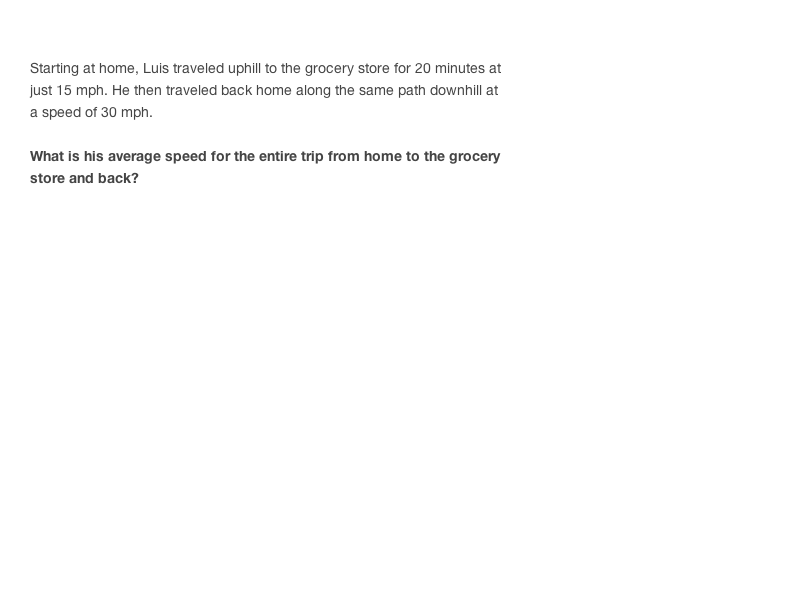 Starting at home, Luis traveled uphill to the grocery store for 20 minutes at
just 15 mph. He then traveled back home along the same path downhill at
a speed of 30 mph.
What is his average speed for the entire trip from home to the grocery
store and back?